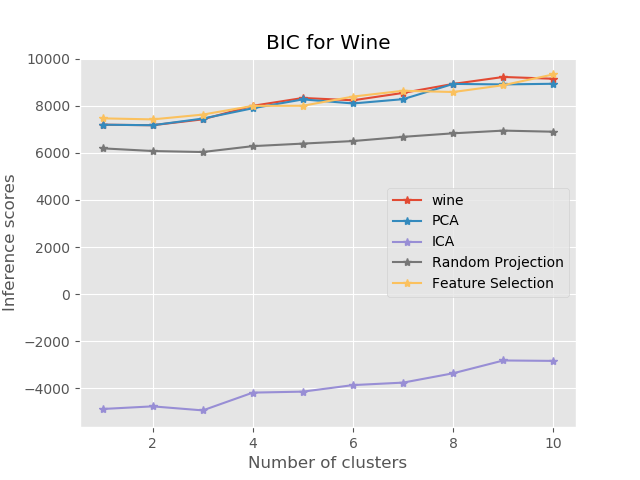 BIC for Wine
10000
8000
6000
4000
2000
0
−2000
−4000
Inference scores
wine
PCA
ICA
Random Projection
Feature Selection
2
4
6
8
10
Number of clusters